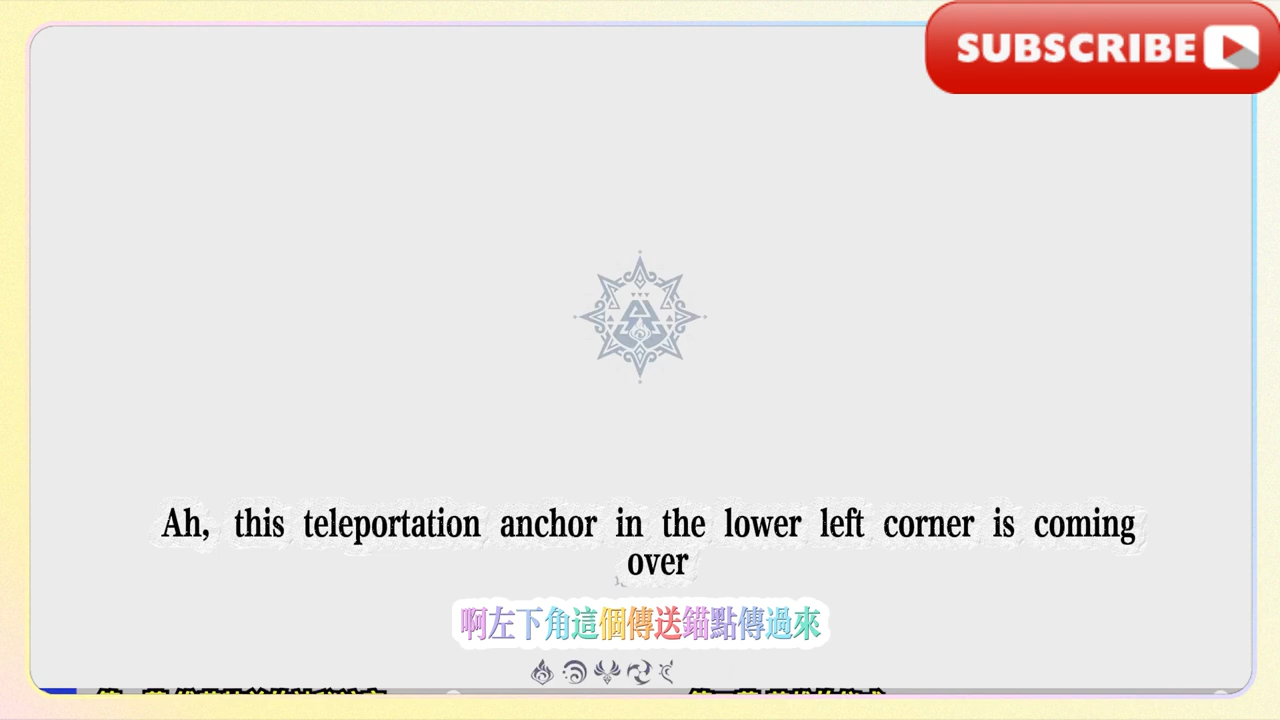 SUBSCRIBE
Ah, this teleportation anchor in the lower left corner is coming
over
啊左下角這個傳送錨點傳過來